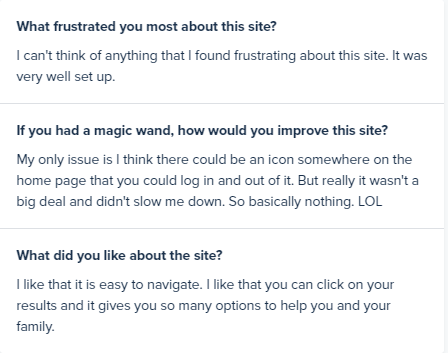 What frustrated you most about this site?
I can't think of anything that I found frustrating about this site. It was
very well set up.
If you had a magic wand, how would you improve this site?
My only issue is I think there could be an icon somewhere on the
home page that you could log in and out of it. But really it wasn't a
big deal and didn't slow me down. So basically nothing. LOL
What did you like about the site?
I like that it is easy to navigate. I like that you can click on your
results and it gives you so many options to help you and your
family.